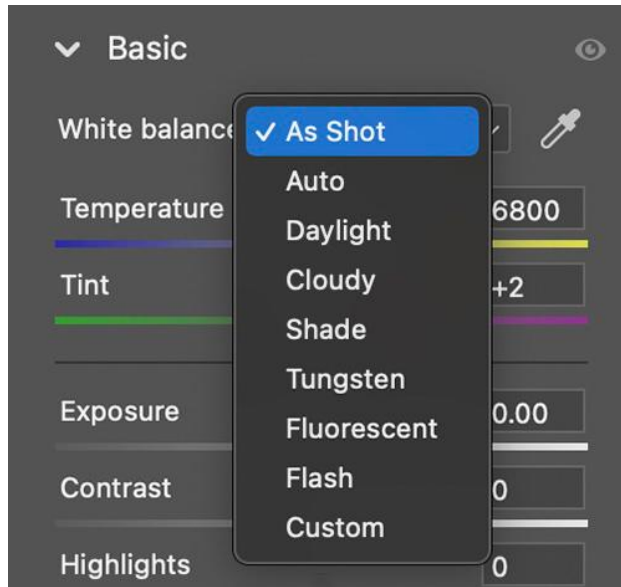 Basic
White balance
As Shot
Auto
Temperature 6800
Daylight
Tint
Cloudy
+2
Shade
Tungsten
Exposure 0.00
Fluorescent
Contrast
Flash
0
Custom
Highlights 0